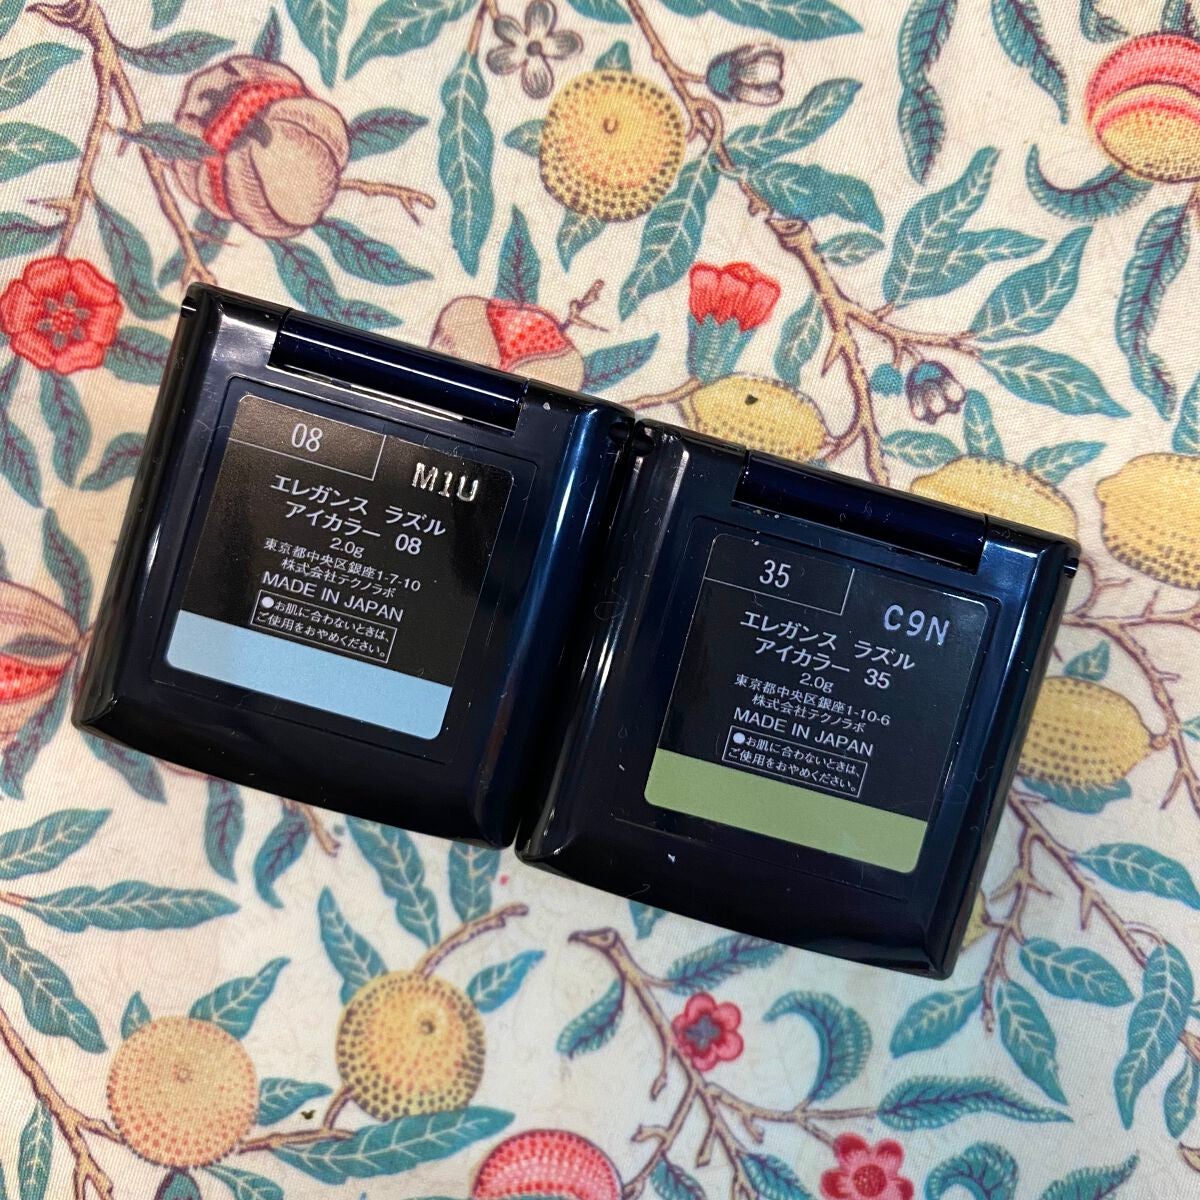 08
M1U
エレガンス ラズル
アイカラー 08
2.0g
東京都中央区銀座1-7-10
株式会社テクノラボ
MADE IN JAPAN
●お肌に合わないときは、
ご使用をおやめください。
35
C9N
エレガンス ラズル
アイカラー 35
2.0g
東京都中央区銀座1-10-6
株式会社テクノラボ
MADE IN JAPAN
●お肌に合わないときは、
ご使用をおやめください。